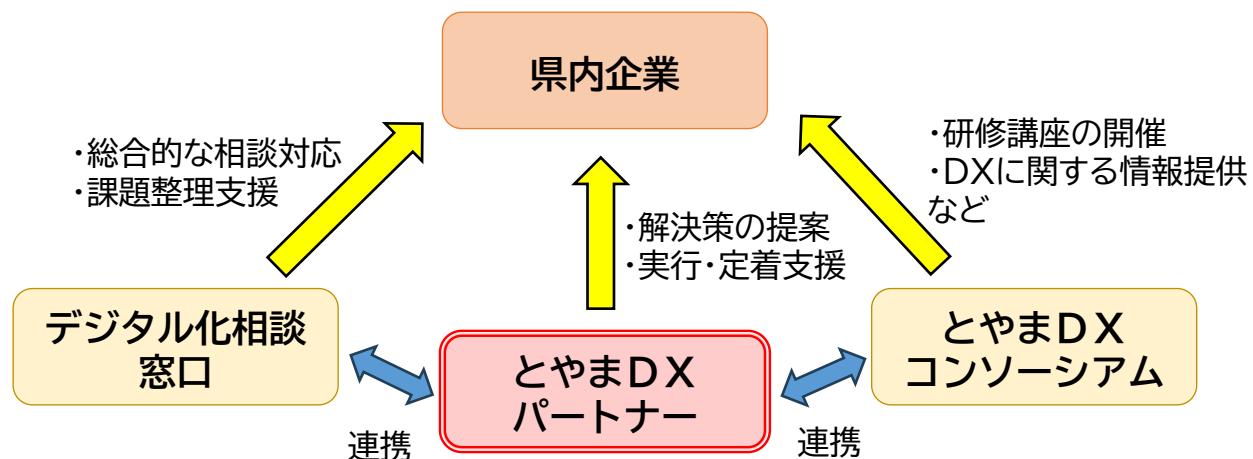 県内企業
・総合的な相談対応
・課題整理支援
・研修講座の開催
・DXに関する情報提供
など
・解決策の提案
・実行・定着支援
デジタル化相談
窓口
とやまＤＸ
パートナー
とやまＤＸ
コンソーシアム
連携
連携